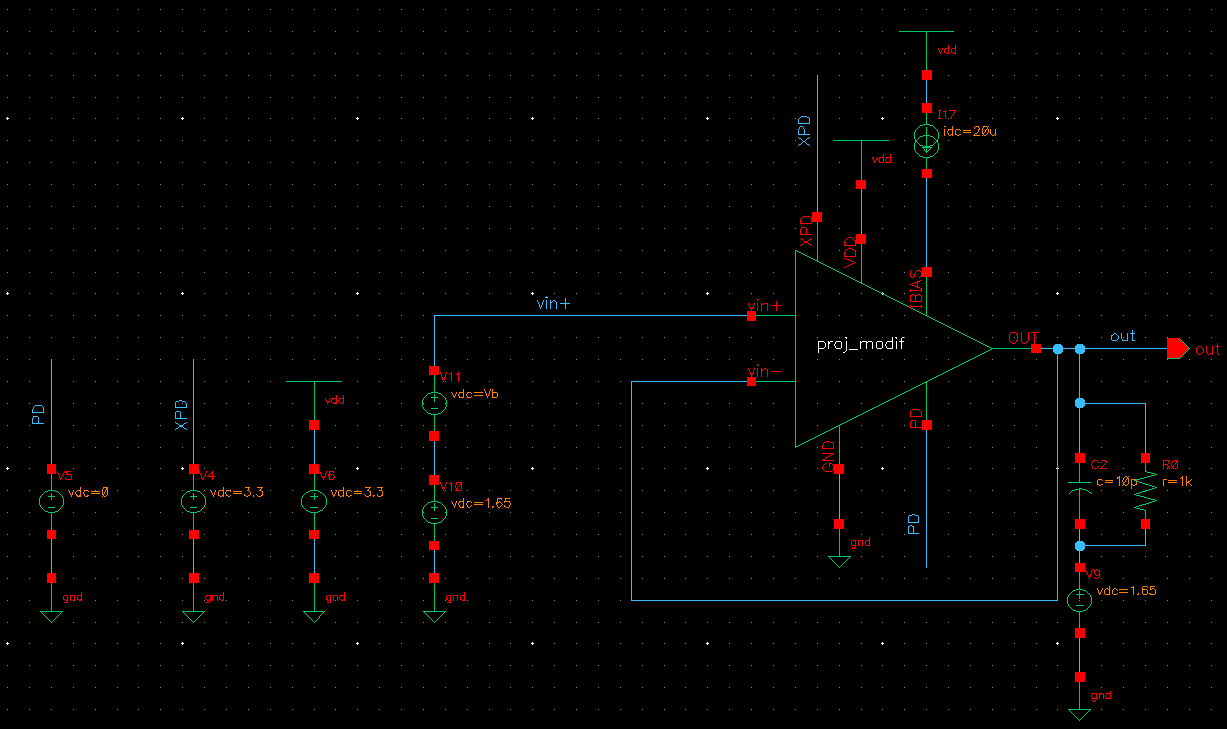 vdd
I17
idc=20u
XPD
vdd
XPD
VDD
IBIAS
vin+
vin+
proj_modif
OUT
out
out
vin-
V11
vdc=Vb
PD
XPD
vdd
PD
GND
V5
vdc=0
V4
vdc=3.3
V6
vdc=3.3
V10
vdc=1.65
C2
c=10p
R0
r=1k
PD
gnd
V9
vdc=1.65
gnd
gnd
gnd
gnd
gnd